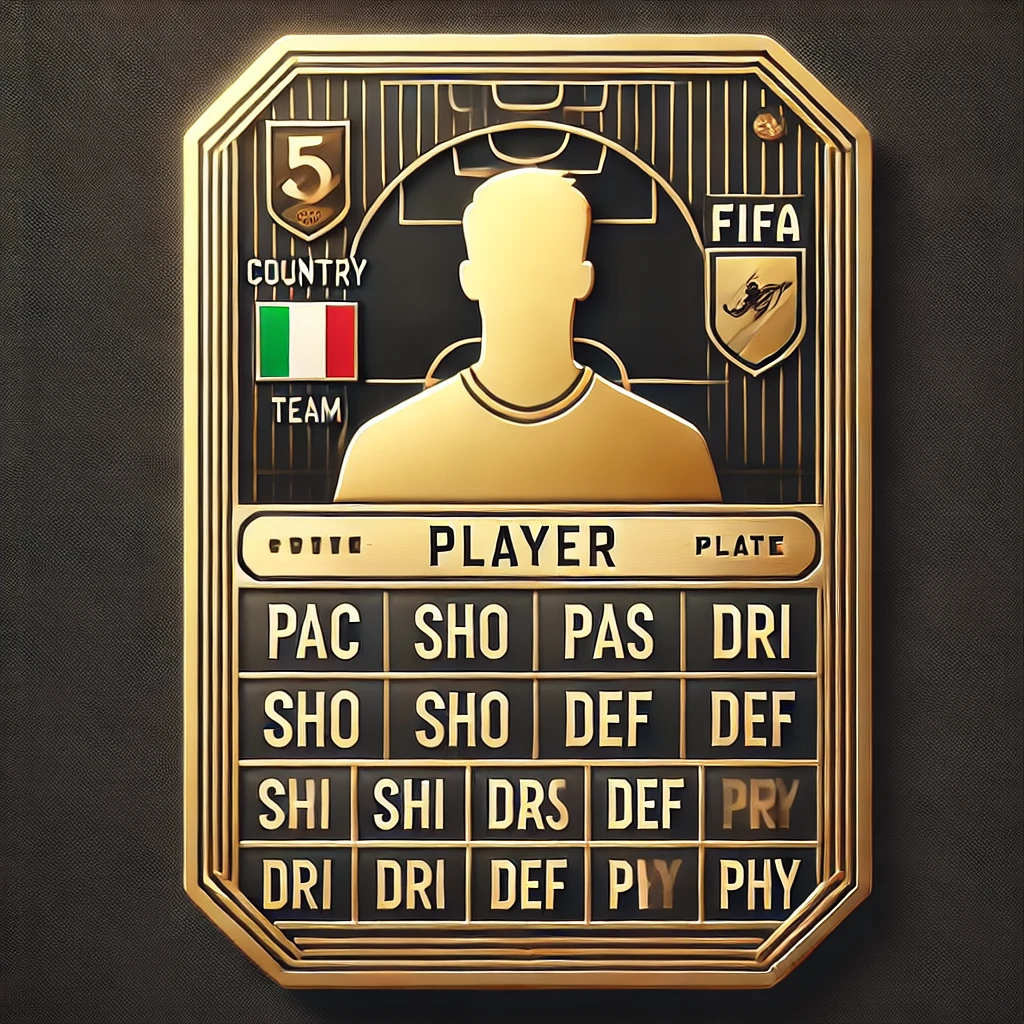 5
FIFA
COUNTRY
TEAM
PLAYER PLATE
PAC SHO PAS DRI
SHO SHO DEF DEF
SHI SHI DRS DEF PRY
DRI DRI DEF PHY